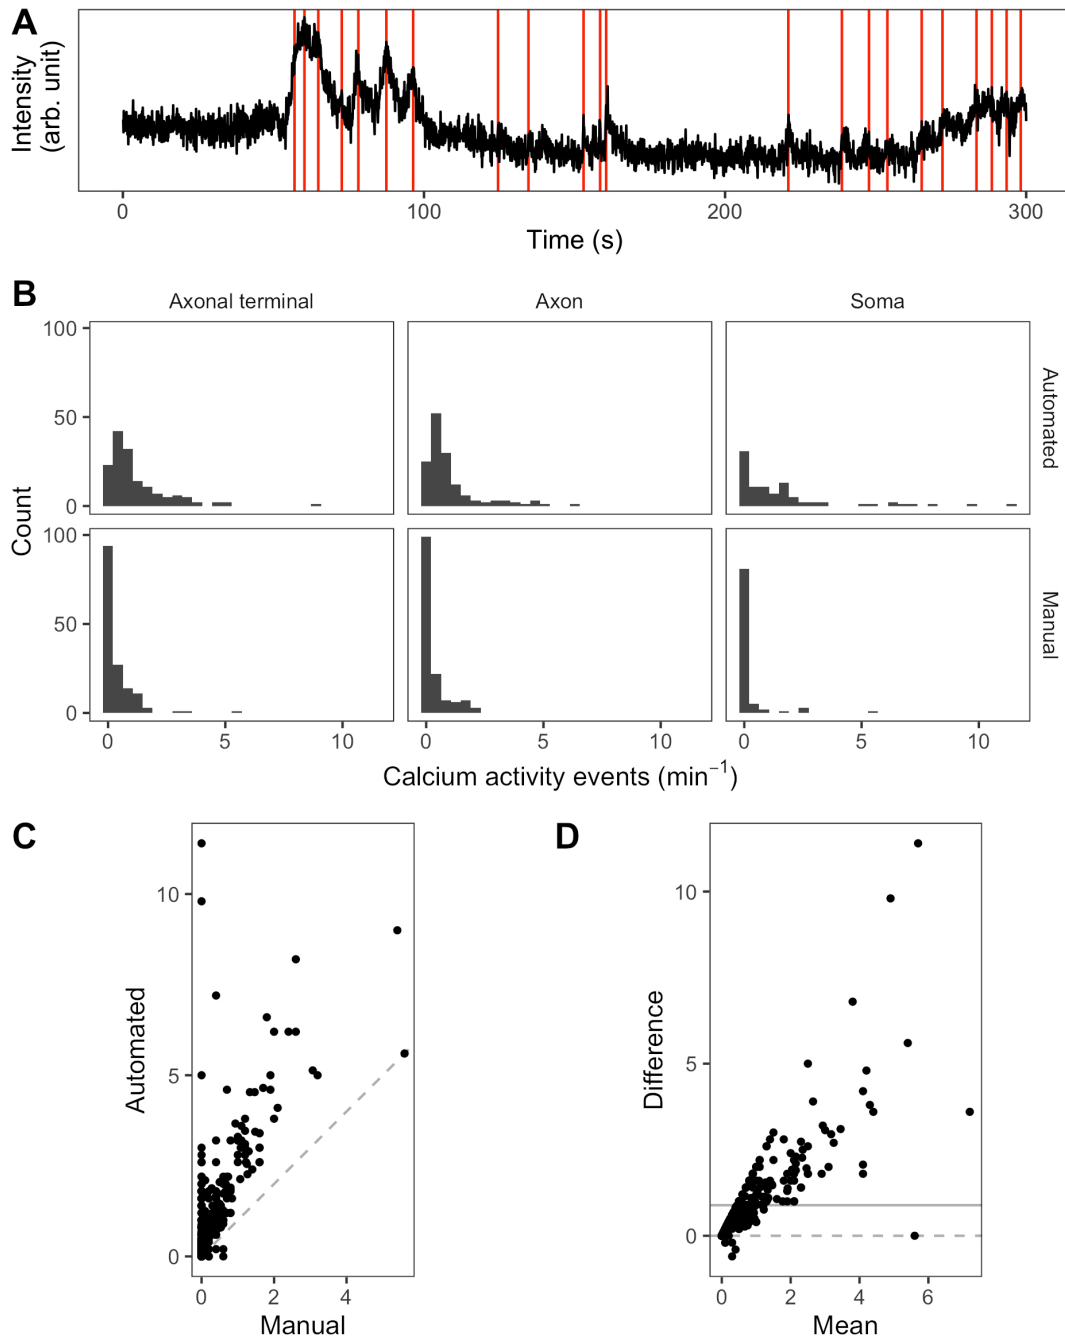 A
Intensity
(arb. unit)
0 100 200 300
Time (s)
B
Axonal terminal Axon Soma
100
50
0
Automated
Count
100
50
0
Manual
0 5 10 0 5 10 0 5 10
Calcium activity events (min⁻¹)
C
10
5
0
Automated
0 2 4
Manual
D
10
5
0
Difference
0 2 4 6
Mean